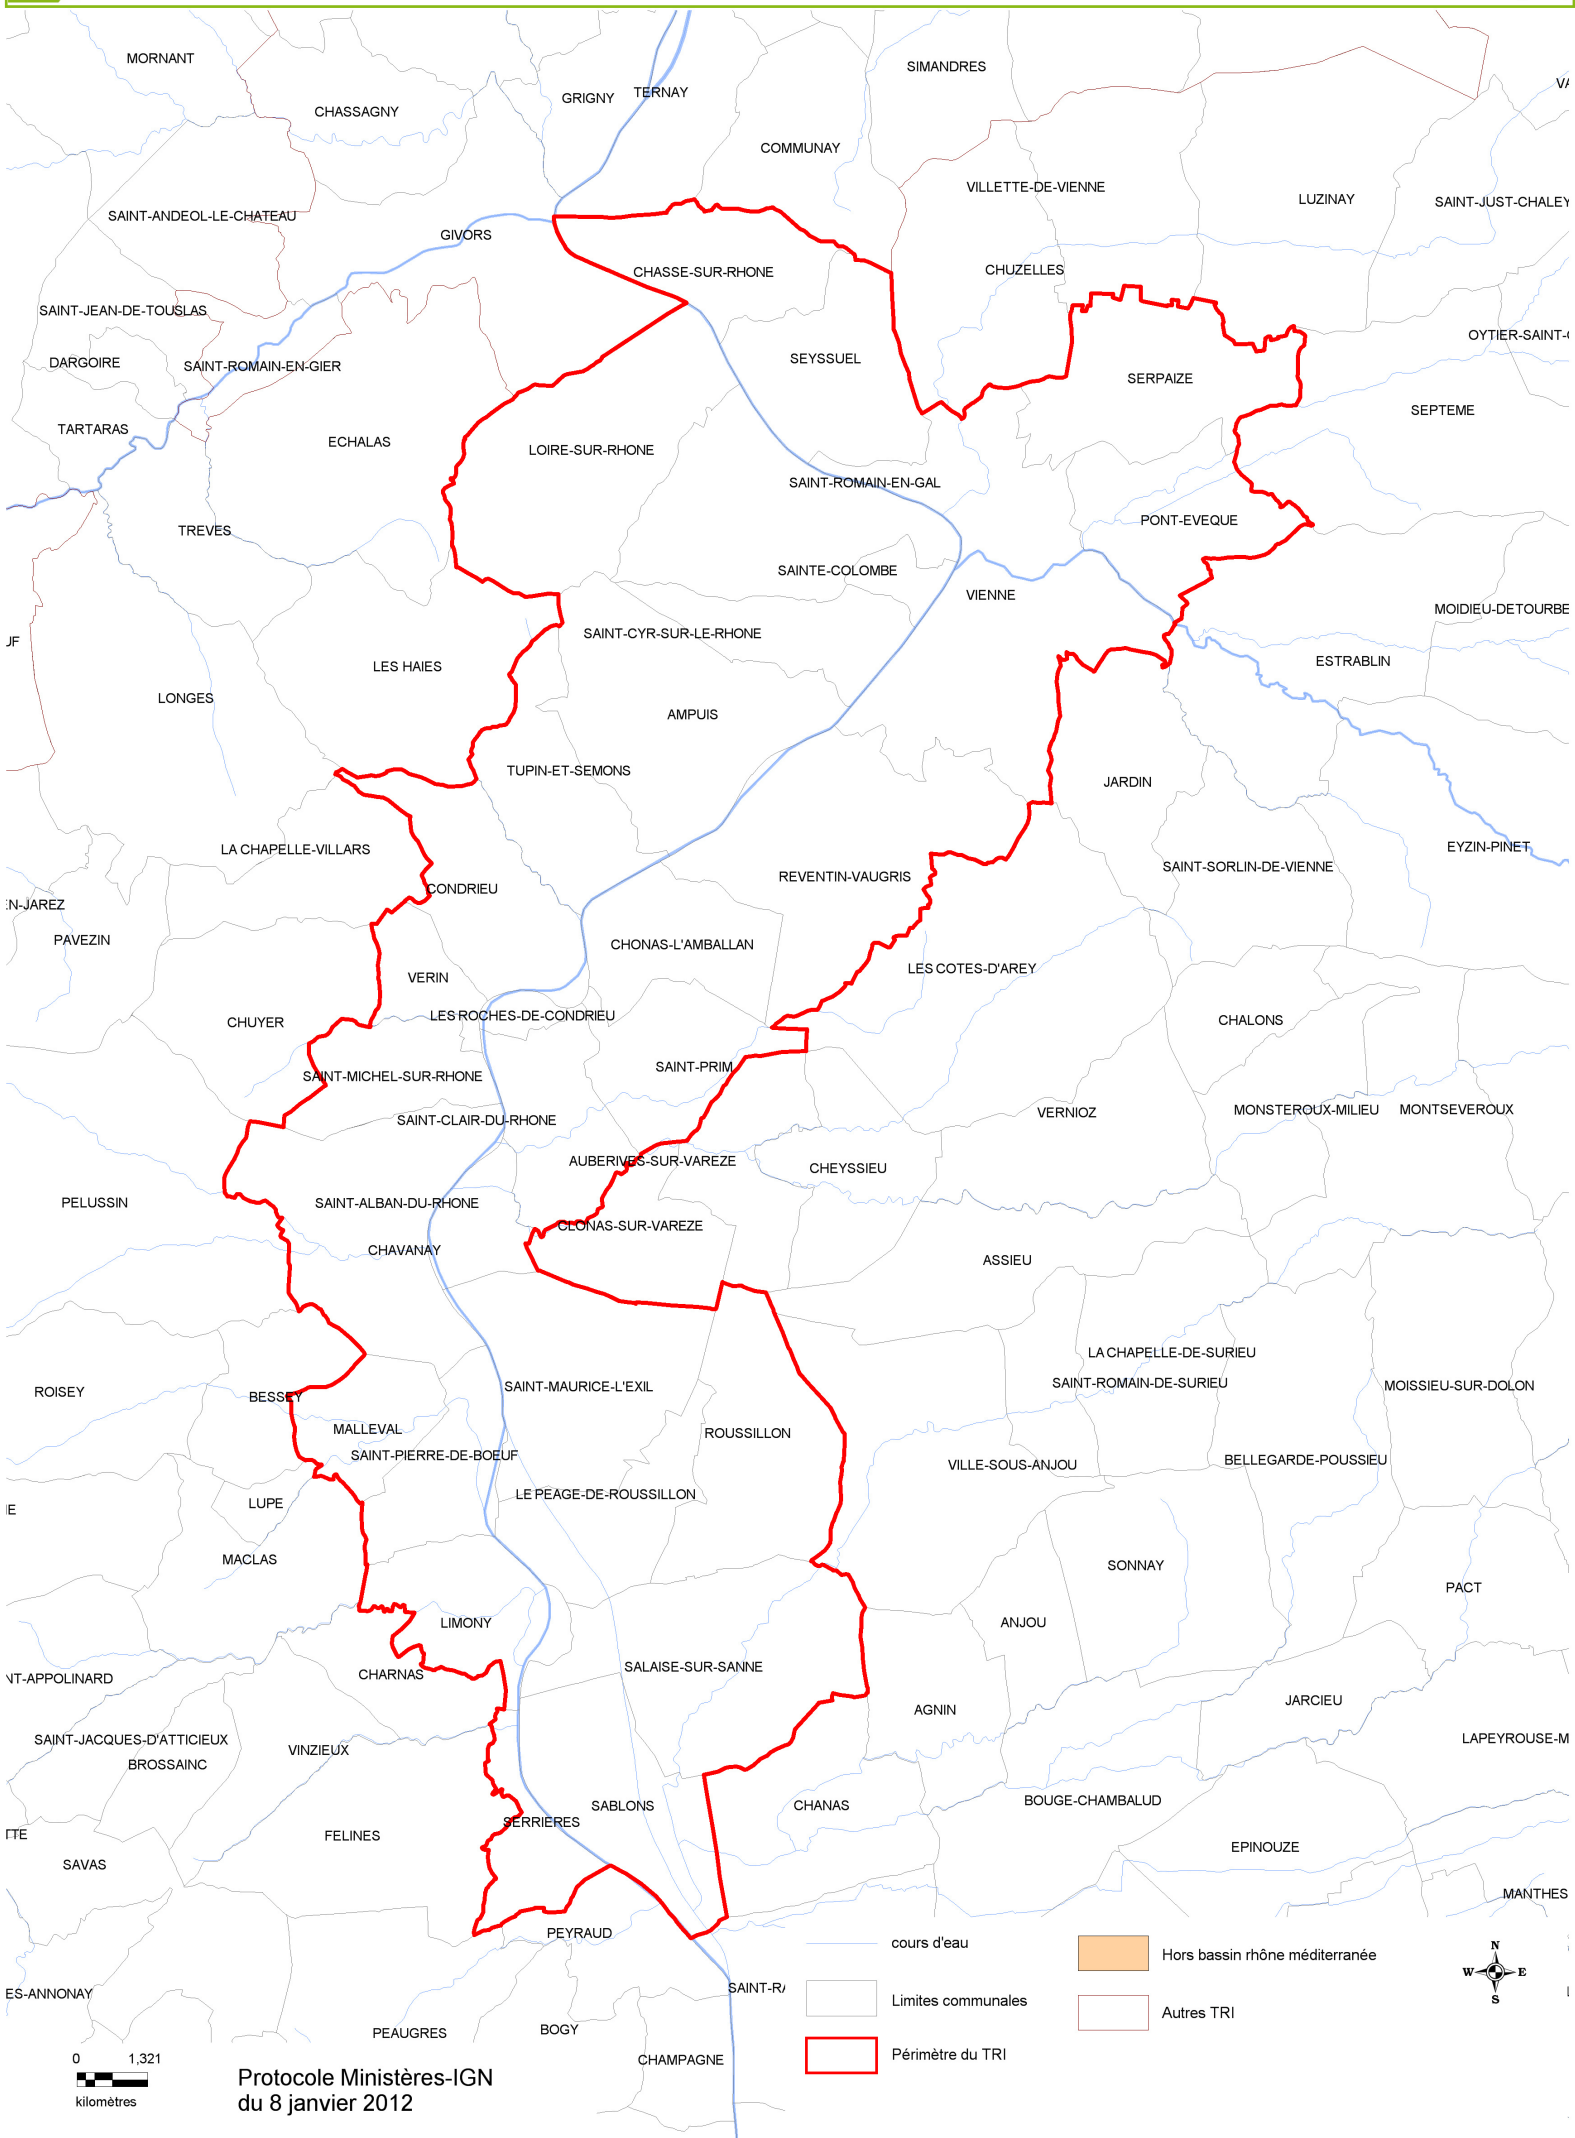 MORNANT
SIMANDRES
CHASSAGNY
GRIGNY
TERNAY
COMMUNAY
VILLETTE-DE-VIENNE
LUZINAY
SAINT-JUST-CHALEY
SAINT-ANDEOL-LE-CHATEAU
GIVORS
CHASSE-SUR-RHONE
CHUZELLES
SAINT-JEAN-DE-TOUSLAS
OYTIER-SAINT-
DARGOIRE
SAINT-ROMAIN-EN-GIER
SEYSSUEL
SERPAIZE
SEPTEME
TARTARAS
ECHALAS
LOIRE-SUR-RHONE
SAINT-ROMAIN-EN-GAL
TREVES
PONT-EVEQUE
SAINTE-COLOMBE
VIENNE
MOIDIEU-DETOURBE
UF
SAINT-CYR-SUR-LE-RHONE
LES HAIES
ESTRABLIN
LONGES
AMPUIS
TUPIN-ET-SEMONS
JARDIN
LA CHAPELLE-VILLARS
EYZIN-PINET
CONDRIEU
REVENTIN-VAUGRIS
SAINT-SORLIN-DE-VIENNE
EN-JAREZ
PAVEZIN
CHONAS-L'AMBALLAN
VERIN
LES COTES-D'AREY
CHUYER
LES ROCHES-DE-CONDRIEU
CHALONS
SAINT-MICHEL-SUR-RHONE
SAINT-PRIM
SAINT-CLAIR-DU-RHONE
VERNIOZ
MONSTEROUX-MILIEU
MONTSEVEROUX
AUBERIVES-SUR-VAREZE
CHEYSSIEU
PELUSSIN
SAINT-ALBAN-DU-RHONE
CLONAS-SUR-VAREZE
CHAVANAY
ASSIEU
LA CHAPELLE-DE-SURIEU
ROISEY
BESSEY
SAINT-MAURICE-L'EXIL
SAINT-ROMAIN-DE-SURIEU
MOISSIEU-SUR-DOLON
MALLEVAL
ROUSSILLON
SAINT-PIERRE-DE-BOEUF
VILLE-SOUS-ANJOU
BELLEGARDE-POUSSIEU
LUPE
LE PEAGE-DE-ROUSSILLON
MACLAS
SONNAY
PACT
LIMONY
ANJOU
NT-APPOLINARD
CHARNAS
SALAISE-SUR-SANNE
AGNIN
JARCIEU
SAINT-JACQUES-D'ATTICIEUX
VINZIEUX
LAPEYROUSE-M
BROSSAINC
SABLONS
CHANAS
BOUGE-CHAMBALUD
TTE
FELINES
SERRIERES
EPINOUZE
SAVAS
MANTHES
PEYRAUD
ES-ANNONAY
SAINT-RA
PEAUGRES
BOGY
CHAMPAGNE
cours d'eau
Limites communales
Périmètre du TRI
Hors bassin rhône méditerranée
Autres TRI
N
W E
S
0 1,321
kilomètres
Protocole Ministères-IGN
du 8 janvier 2012